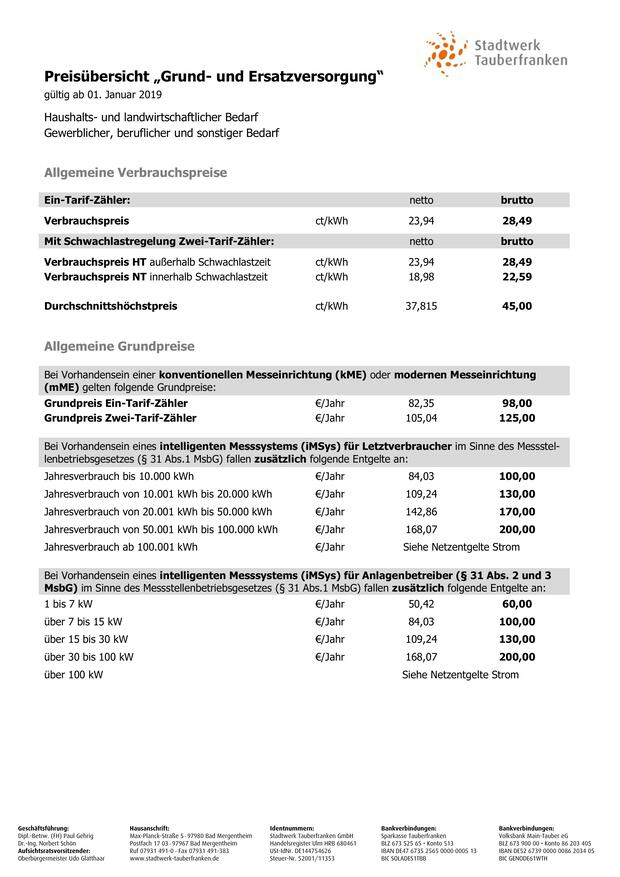 Stadtwerk
Tauberfranken
Preisübersicht „Grund- und Ersatzversorgung“
gültig ab 01. Januar 2019
Haushalts- und landwirtschaftlicher Bedarf
Gewerblicher, beruflicher und sonstiger Bedarf
Allgemeine Verbrauchspreise
Ein-Tarif-Zähler: netto brutto
Verbrauchspreis ct/kWh 23,94 28,49
Mit Schwachlastregelung Zwei-Tarif-Zähler: netto brutto
Verbrauchspreis HT außerhalb Schwachlastzeit ct/kWh 23,94 28,49
Verbrauchspreis NT innerhalb Schwachlastzeit ct/kWh 18,98 22,59
Durchschnittshöchstpreis ct/kWh 37,815 45,00
Allgemeine Grundpreise
Bei Vorhandensein einer konventionellen Messeinrichtung (kME) oder modernen Messeinrichtung
(mME) gelten folgende Grundpreise:
Grundpreis Ein-Tarif-Zähler €/Jahr 82,35 98,00
Grundpreis Zwei-Tarif-Zähler €/Jahr 105,04 125,00
Bei Vorhandensein eines intelligenten Messsystems (iMSys) für Letztverbraucher im Sinne des Messstel-
lenbetriebsgesetzes (§ 31 Abs.1 MsbG) fallen zusätzlich folgende Entgelte an:
Jahresverbrauch bis 10.000 kWh €/Jahr 84,03 100,00
Jahresverbrauch von 10.001 kWh bis 20.000 kWh €/Jahr 109,24 130,00
Jahresverbrauch von 20.001 kWh bis 50.000 kWh €/Jahr 142,86 170,00
Jahresverbrauch von 50.001 kWh bis 100.000 kWh €/Jahr 168,07 200,00
Jahresverbrauch ab 100.001 kWh €/Jahr Siehe Netzentgelte Strom
Bei Vorhandensein eines intelligenten Messsystems (iMSys) für Anlagenbetreiber (§ 31 Abs. 2 und 3
MsbG) im Sinne des Messstellenbetriebsgesetzes (§ 31 Abs.1 MsbG) fallen zusätzlich folgende Entgelte an:
1 bis 7 kW €/Jahr 50,42 60,00
über 7 bis 15 kW €/Jahr 84,03 100,00
über 15 bis 30 kW €/Jahr 109,24 130,00
über 30 bis 100 kW €/Jahr 168,07 200,00
über 100 kW Siehe Netzentgelte Strom
Geschäftsführung:
Dipl.-Betrw. (FH) Paul Gehrig
Dr.-Ing. Norbert Schön
Aufsichtsratsvorsitzender:
Oberbürgermeister Udo Glatthaar
Hausanschrift:
Max-Planck-Straße 5 · 97980 Bad Mergentheim
Postfach 17 03 · 97967 Bad Mergentheim
Ruf 07931 491-0 · Fax 07931 491-383
www.stadtwerk-tauberfranken.de
Identnummern:
Stadtwerk Tauberfranken GmbH
Handelsregister Ulm HRB 680461
USt-IdNr. DE144754626
Steuer-Nr. 52001/11353
Bankverbindungen:
Sparkasse Tauberfranken
BLZ 673 525 65 · Konto 513
IBAN DE47 6735 2565 0000 0005 13
BIC SOLADES1TBB
Bankverbindungen:
Volksbank Main-Tauber eG
BLZ 673 900 00 · Konto 86 203 405
IBAN DE52 6739 0000 0086 2034 05
BIC GENODE61WTH